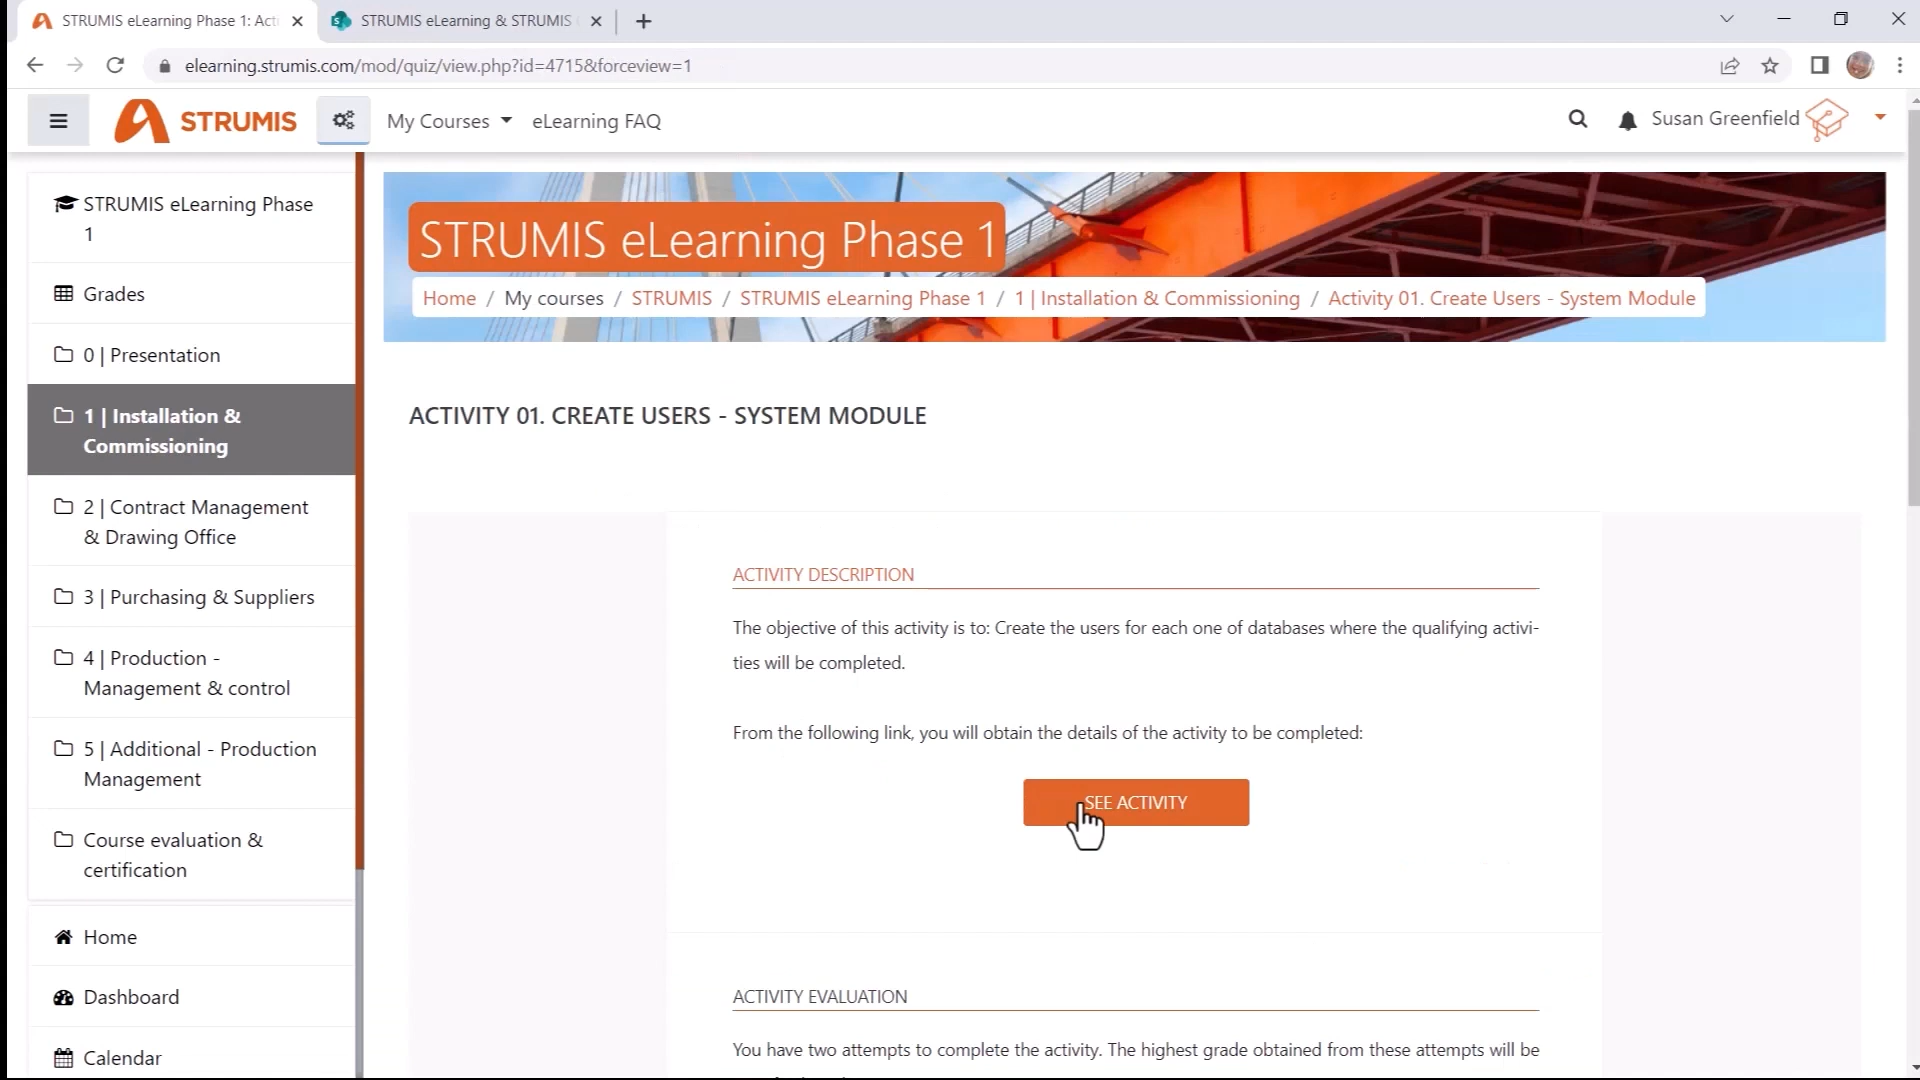 STRUMIS eLearning Phase 1: Acti
STRUMIS eLearning & STRUMIS
elearning.strumis.com/mod/quiz/view.php?id=4715&forceview=1
STRUMIS
My Courses
eLearning FAQ
Susan Greenfield
STRUMIS eLearning Phase
1
Grades
0 | Presentation
1 | Installation &
Commissioning
2 | Contract Management
& Drawing Office
3 | Purchasing & Suppliers
4 | Production -
Management & control
5 | Additional - Production
Management
Course evaluation &
certification
Home
Dashboard
Calendar
STRUMIS eLearning Phase 1
Home / My courses / STRUMIS / STRUMIS eLearning Phase 1 / 1 | Installation & Commissioning / Activity 01. Create Users - System Module
ACTIVITY 01. CREATE USERS - SYSTEM MODULE
ACTIVITY DESCRIPTION
The objective of this activity is to: Create the users for each one of databases where the qualifying activi-
ties will be completed.
From the following link, you will obtain the details of the activity to be completed:
SEE ACTIVITY
ACTIVITY EVALUATION
You have two attempts to complete the activity. The highest grade obtained from these attempts will be